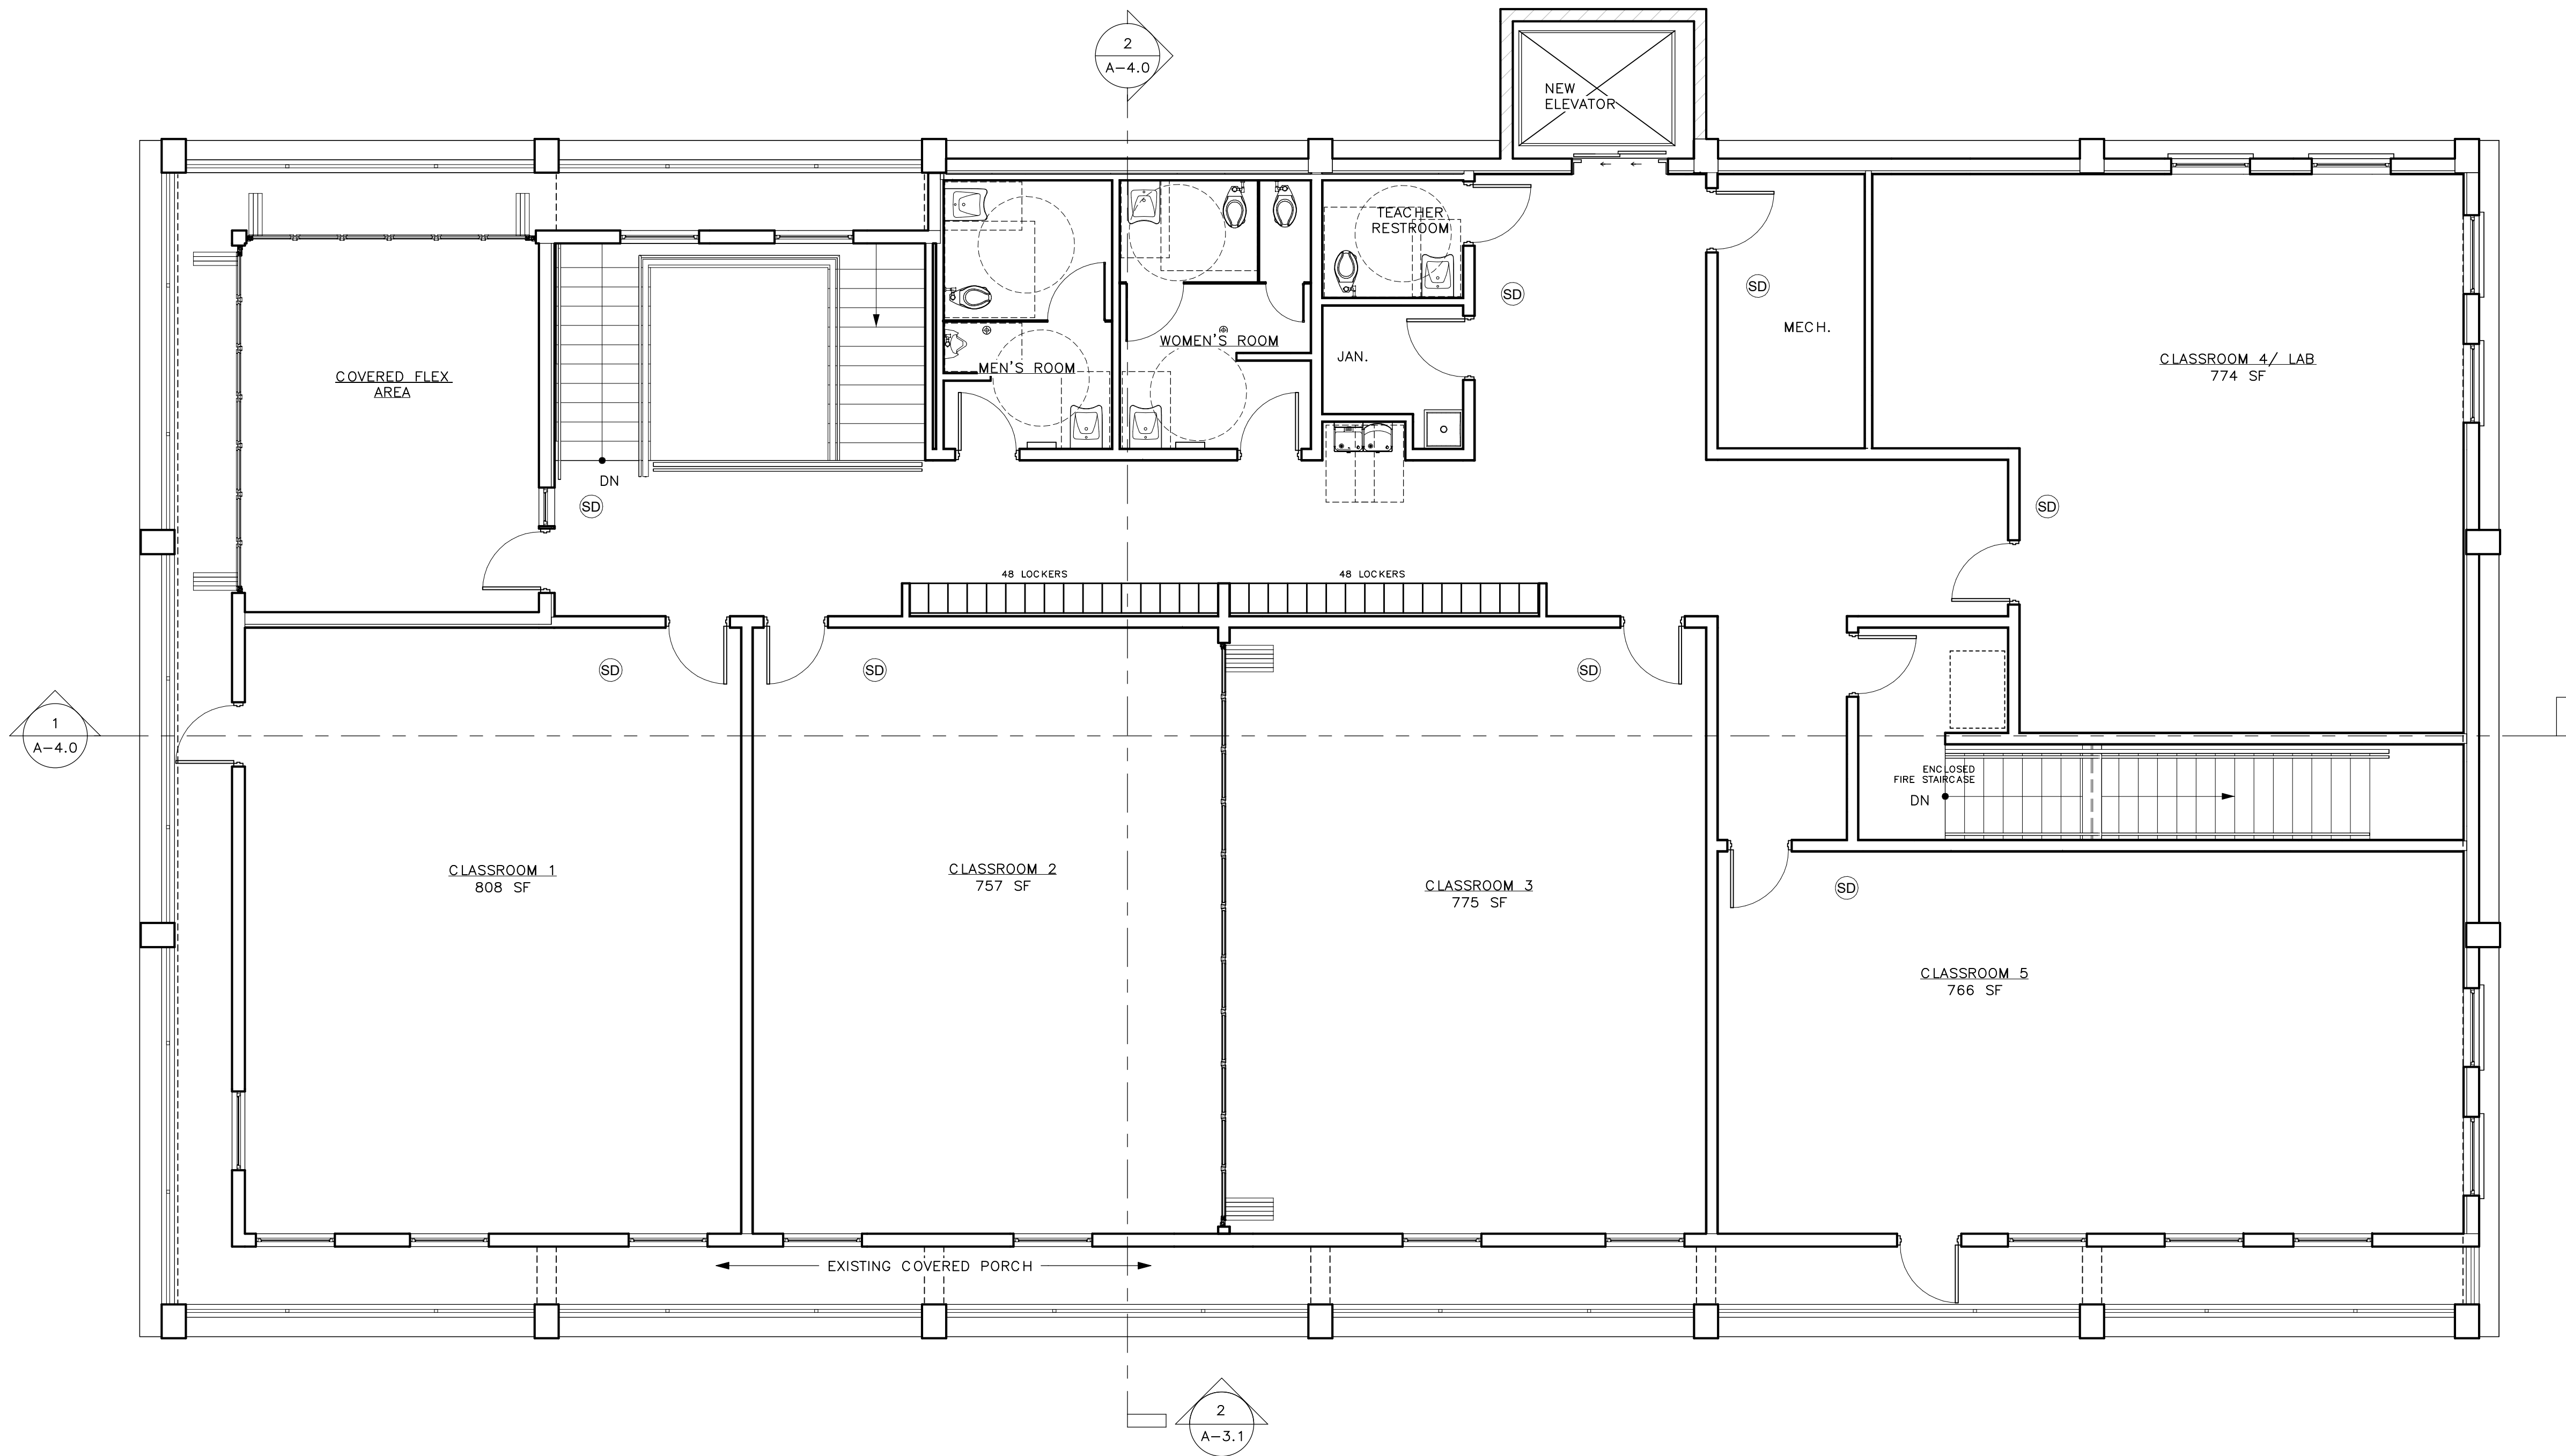 2
A-4.0
NEW
ELEVATOR
TEACHER
RESTROOM
SD
SD
MECH.
WOMEN'S ROOM
JAN.
MEN'S ROOM
CLASSROOM 4/ LAB
774 SF
COVERED FLEX
AREA
DN
SD
SD
48 LOCKERS
48 LOCKERS
SD
SD
SD
1
A-4.0
ENCLOSED
FIRE STAIRCASE
DN
CLASSROOM 1
808 SF
CLASSROOM 2
757 SF
CLASSROOM 3
775 SF
SD
CLASSROOM 5
766 SF
EXISTING COVERED PORCH
2
A-3.1